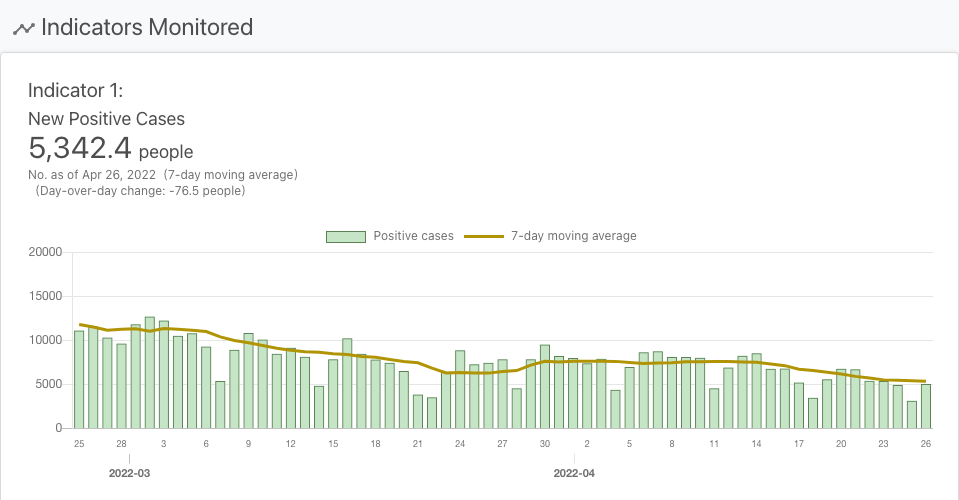 Indicators Monitored
Indicator 1:
New Positive Cases
5,342.4 people
No. as of Apr 26, 2022 (7-day moving average)
(Day-over-day change: -76.5 people)
Positive cases 7-day moving average
20000
15000
10000
5000
0
25 28 3 6 9 12 15 18 21 24 27 30 2 5 8 11 14 17 20 23 26
2022-03 2022-04